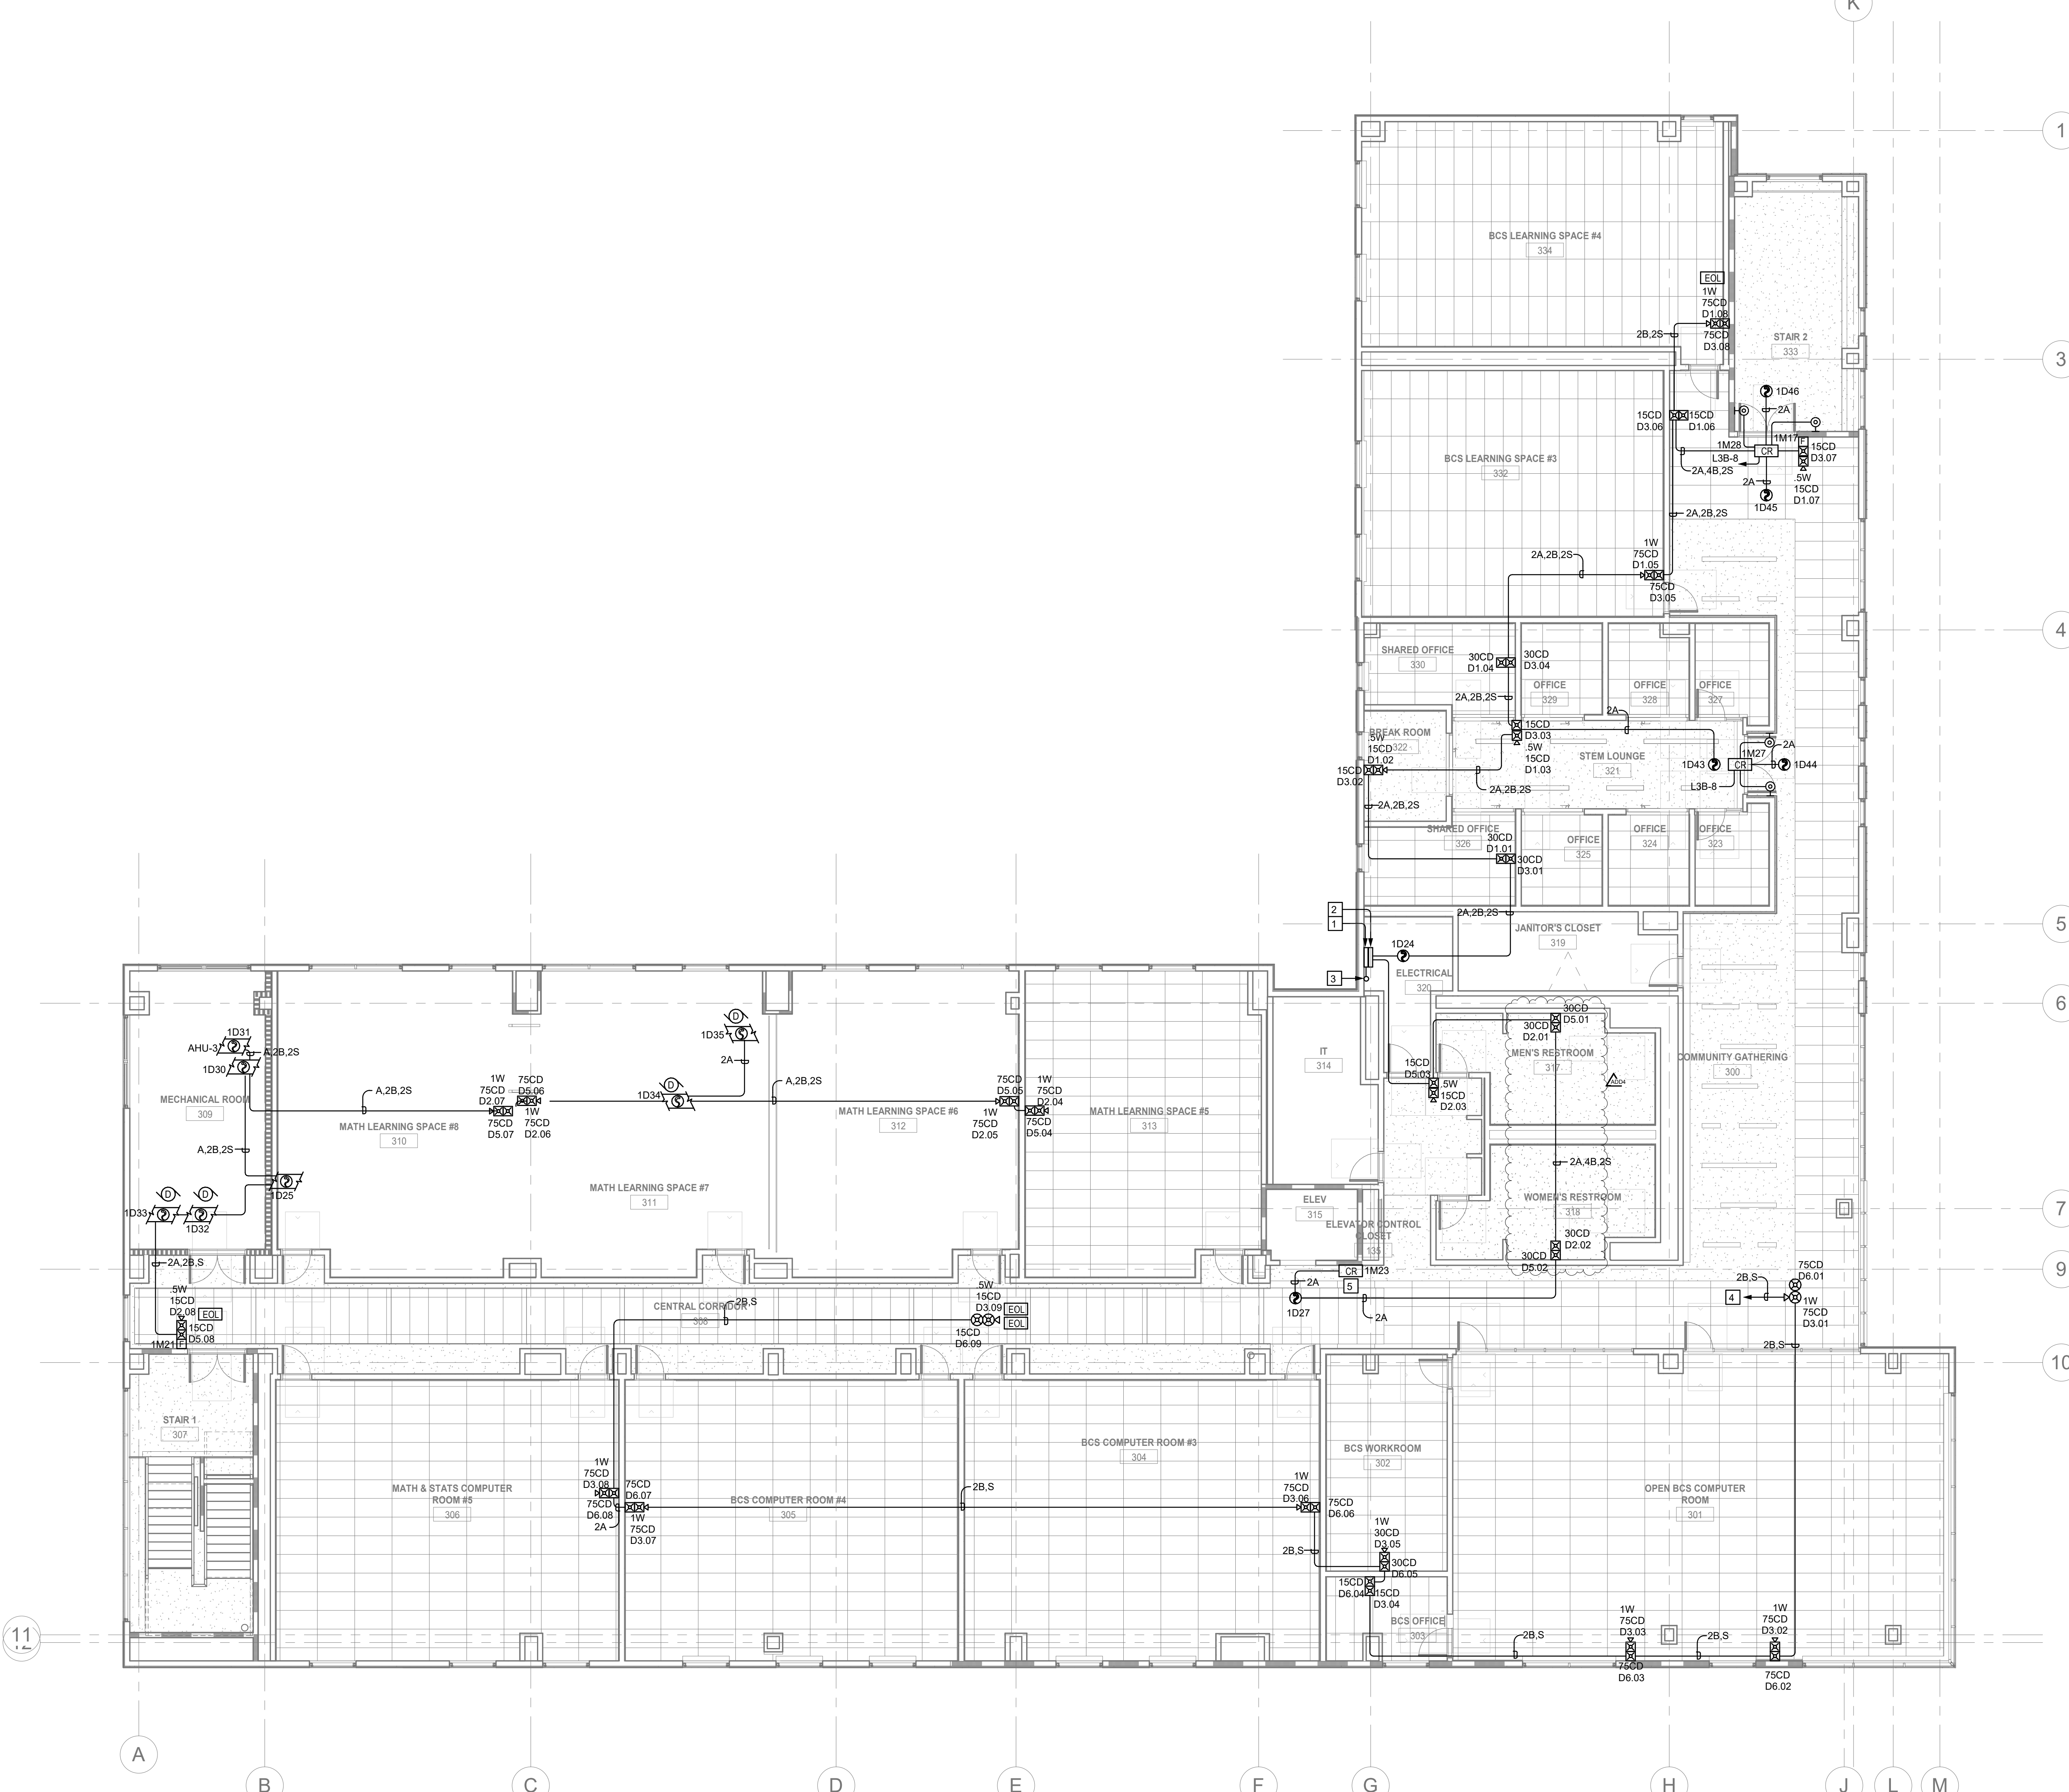 K
1
BCS LEARNING SPACE #4
334
EOL
1W
75CD
D1.08
75CD
D3.08
2B,2S
STAIR 2
333
3
1D46
2A
15CD
D3.06
15CD
D1.06
1M28
1M17
F
15CD
D3.07
CR
L3B-8
2A,4B,2S
2A
.5W
15CD
D1.07
1D45
BCS LEARNING SPACE #3
332
2A,2B,2S
1W
75CD
D1.05
2A,2B,2S
75CD
D3.05
4
SHARED OFFICE
330
30CD
D1.04
30CD
D3.04
OFFICE
329
OFFICE
328
OFFICE
327
2A,2B,2S
2A
BREAK ROOM
322
.5W
15CD
D1.02
15CD
D3.02
15CD
D3.03
.5W
15CD
D1.03
STEM LOUNGE
321
1M27
2A
1D43
CR
1D44
L3B-8
2A,2B,2S
2A,2B,2S
SHARED OFFICE
326
30CD
D1.01
30CD
D3.01
OFFICE
325
OFFICE
324
OFFICE
323
2
1
2A,2B,2S
5
1D24
JANITOR'S CLOSET
319
3
ELECTRICAL
320
6
30CD
D5.01
30CD
D2.01
MEN'S RESTROOM
317
ADD4
COMMUNITY GATHERING
300
IT
314
15CD
D5.03
.5W
15CD
D2.03
2A,4B,2S
WOMEN'S RESTROOM
318
7
30CD
D2.02
30CD
D5.02
ELEV
315
ELEVATOR CONTROL
CLOSET
135
9
CR
1M23
5
2A
1D27
2A
75CD
D6.01
2B,S
4
1W
75CD
D3.01
2B,S
10
1D31
AHU-3
A,2B,2S
1D30
MECHANICAL ROOM
309
D
1D35
2A
A,2B,2S
1W
75CD
D2.07
75CD
D5.06
75CD
D5.07
1W
75CD
D2.06
D
1D34
A,2B,2S
75CD
D5.05
1W
75CD
D2.04
1W
75CD
D2.05
75CD
D5.04
MATH LEARNING SPACE #8
310
MATH LEARNING SPACE #6
312
MATH LEARNING SPACE #5
313
A,2B,2S
1D25
D
D
1D33
1D32
MATH LEARNING SPACE #7
311
2A,2B,S
.5W
15CD
D2.08
EOL
15CD
D5.08
1M21
F
CENTRAL CORRIDOR
308
2B,S
.5W
15CD
D3.09
EOL
EOL
15CD
D6.09
STAIR 1
307
MATH & STATS COMPUTER
ROOM #5
306
1W
75CD
D3.08
75CD
D6.08
2A
75CD
D6.07
1W
75CD
D3.07
BCS COMPUTER ROOM #4
305
2B,S
BCS COMPUTER ROOM #3
304
1W
75CD
D3.06
75CD
D6.06
BCS WORKROOM
302
1W
30CD
D3.05
30CD
D6.05
2B,S
15CD
D6.04
15CD
D3.04
BCS OFFICE
303
OPEN BCS COMPUTER
ROOM
301
2B,S
1W
75CD
D3.03
75CD
D6.03
2B,S
1W
75CD
D3.02
75CD
D6.02
11
A
B
C
D
E
F
G
H
J
L
M